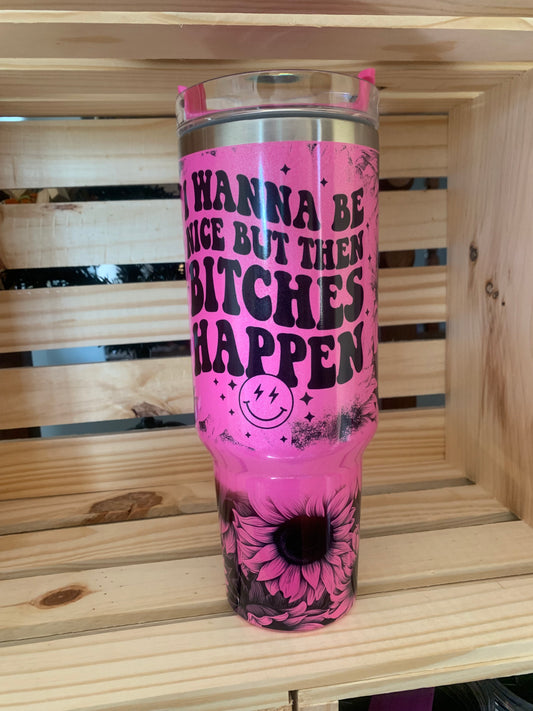 I WANNA BE
NICE BUT THEN
BITCHES
HAPPEN